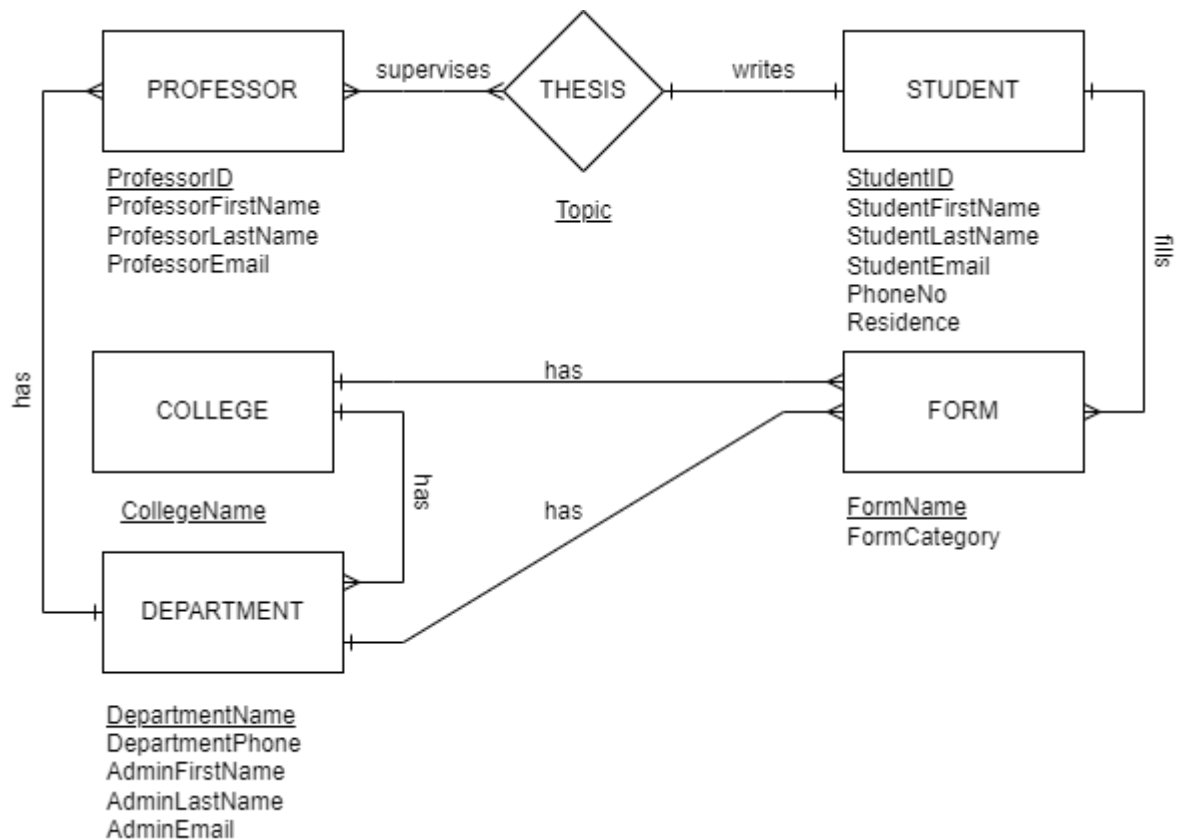 supervises
writes
PROFESSOR
THESIS
STUDENT
ProfessorID
ProfessorFirstName
ProfessorLastName
ProfessorEmail
Topic
StudentID
StudentFirstName
StudentLastName
StudentEmail
PhoneNo
Residence
fills
has
has
COLLEGE
FORM
has
has
CollegeName
FormName
FormCategory
DEPARTMENT
DepartmentName
DepartmentPhone
AdminFirstName
AdminLastName
AdminEmail